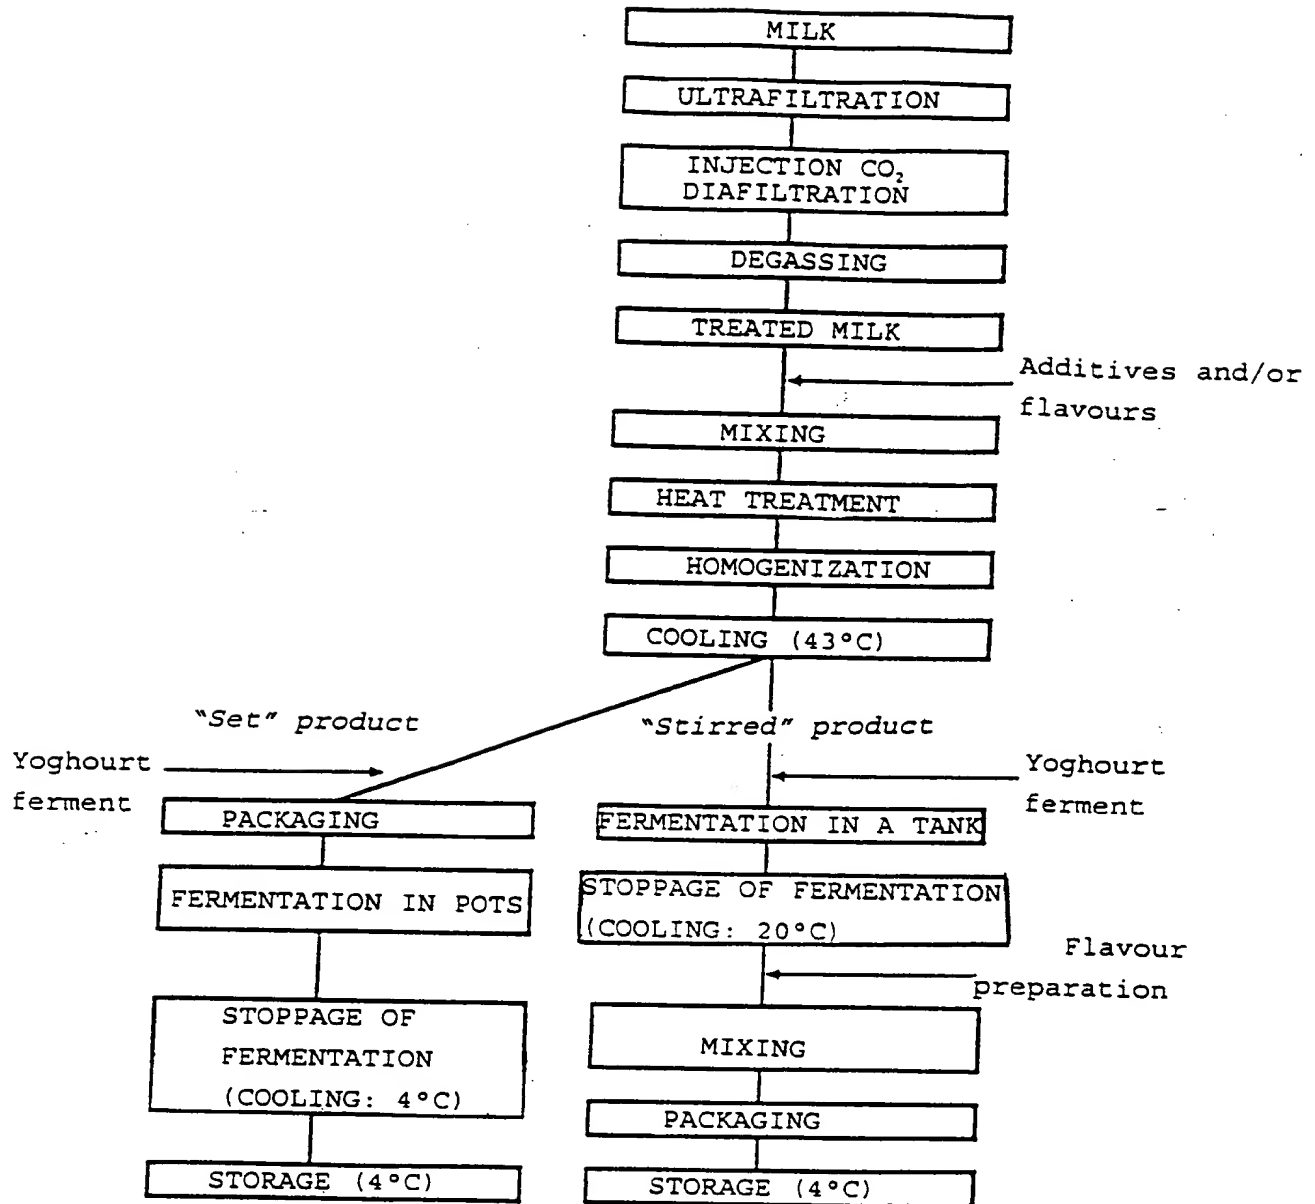 MILK
ULTRAFILTRATION
INJECTION CO₂
DIAFILTRATION
DEGASSING
TREATED MILK
Additives and/or
flavours
MIXING
HEAT TREATMENT
HOMOGENIZATION
COOLING (43°C)
"Set" product
"Stirred" product
Yoghourt
ferment
Yoghourt
ferment
PACKAGING
FERMENTATION IN A TANK
FERMENTATION IN POTS
STOPPAGE OF FERMENTATION
(COOLING: 20°C)
Flavour
preparation
STOPPAGE OF
FERMENTATION
(COOLING: 4°C)
MIXING
PACKAGING
STORAGE (4°C)
STORAGE (4°C)